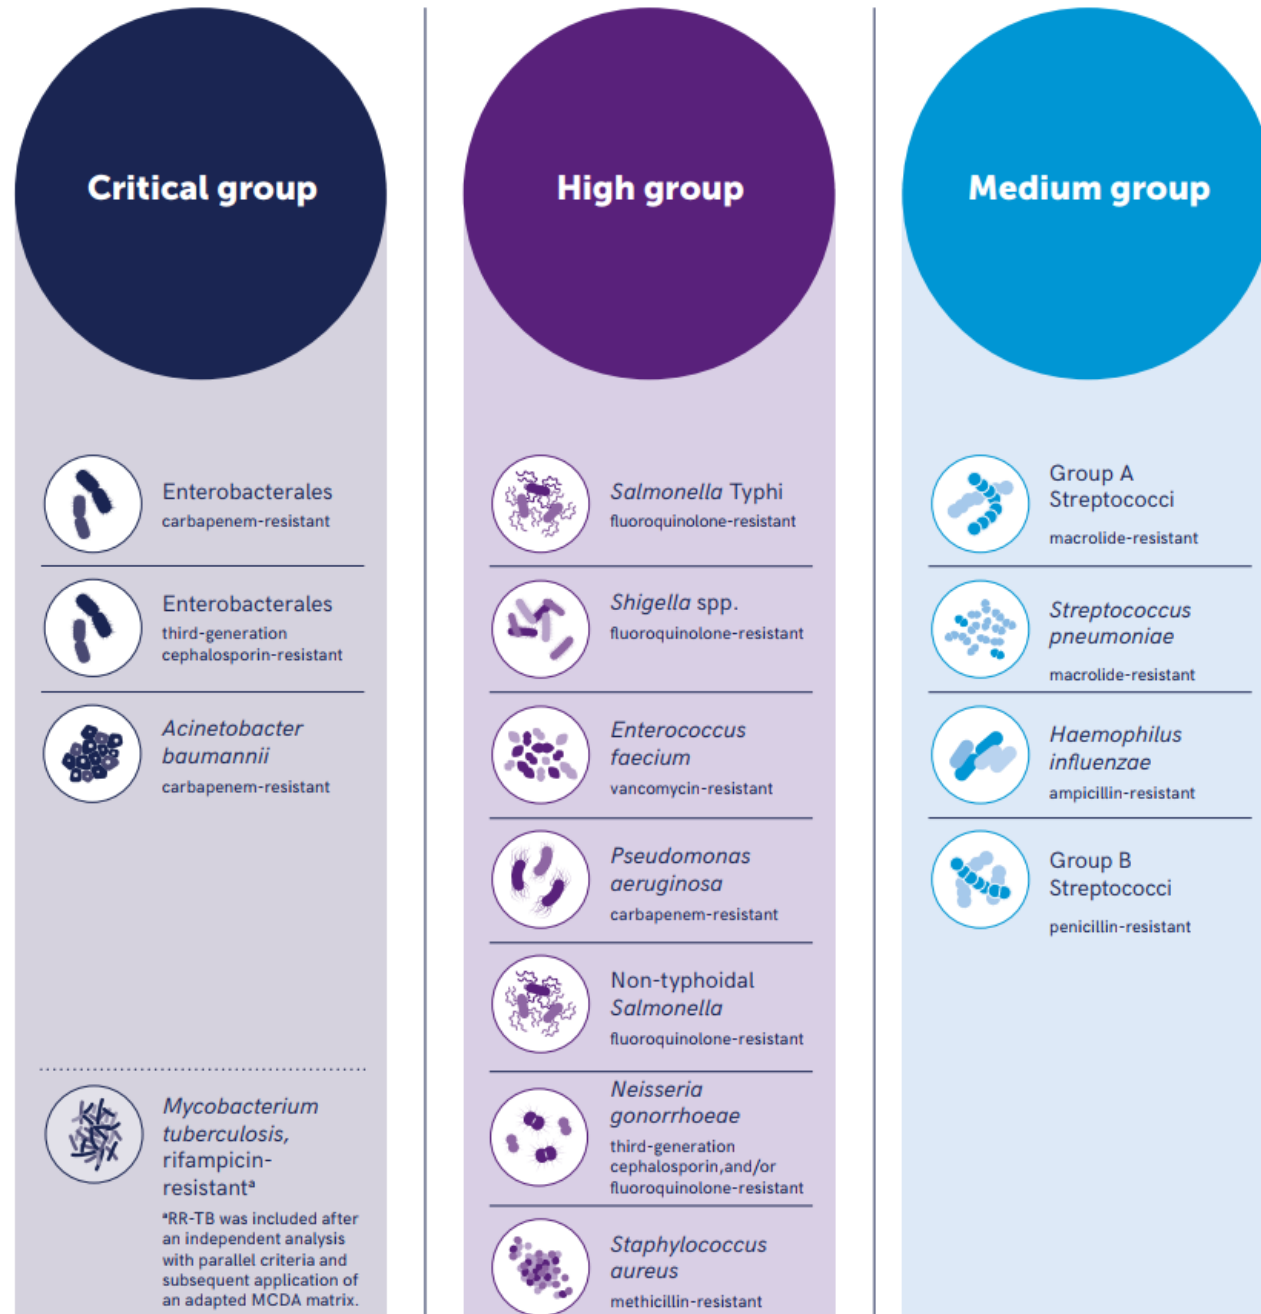 Critical group
Enterobacterales
carbapenem-resistant
Enterobacterales
third-generation
cephalosporin-resistant
Acinetobacter
baumannii
carbapenem-resistant
Mycobacterium
tuberculosis,
rifampicin-
resistantᵃ
ᵃRR-TB was included after
an independent analysis
with parallel criteria and
subsequent application of
an adapted MCDA matrix.
High group
Salmonella Typhi
fluoroquinolone-resistant
Shigella spp.
fluoroquinolone-resistant
Enterococcus
faecium
vancomycin-resistant
Pseudomonas
aeruginosa
carbapenem-resistant
Non-typhoidal
Salmonella
fluoroquinolone-resistant
Neisseria
gonorrhoeae
third-generation
cephalosporin,and/or
fluoroquinolone-resistant
Staphylococcus
aureus
methicillin-resistant
Medium group
Group A
Streptococci
macrolide-resistant
Streptococcus
pneumoniae
macrolide-resistant
Haemophilus
influenzae
ampicillin-resistant
Group B
Streptococci
penicillin-resistant